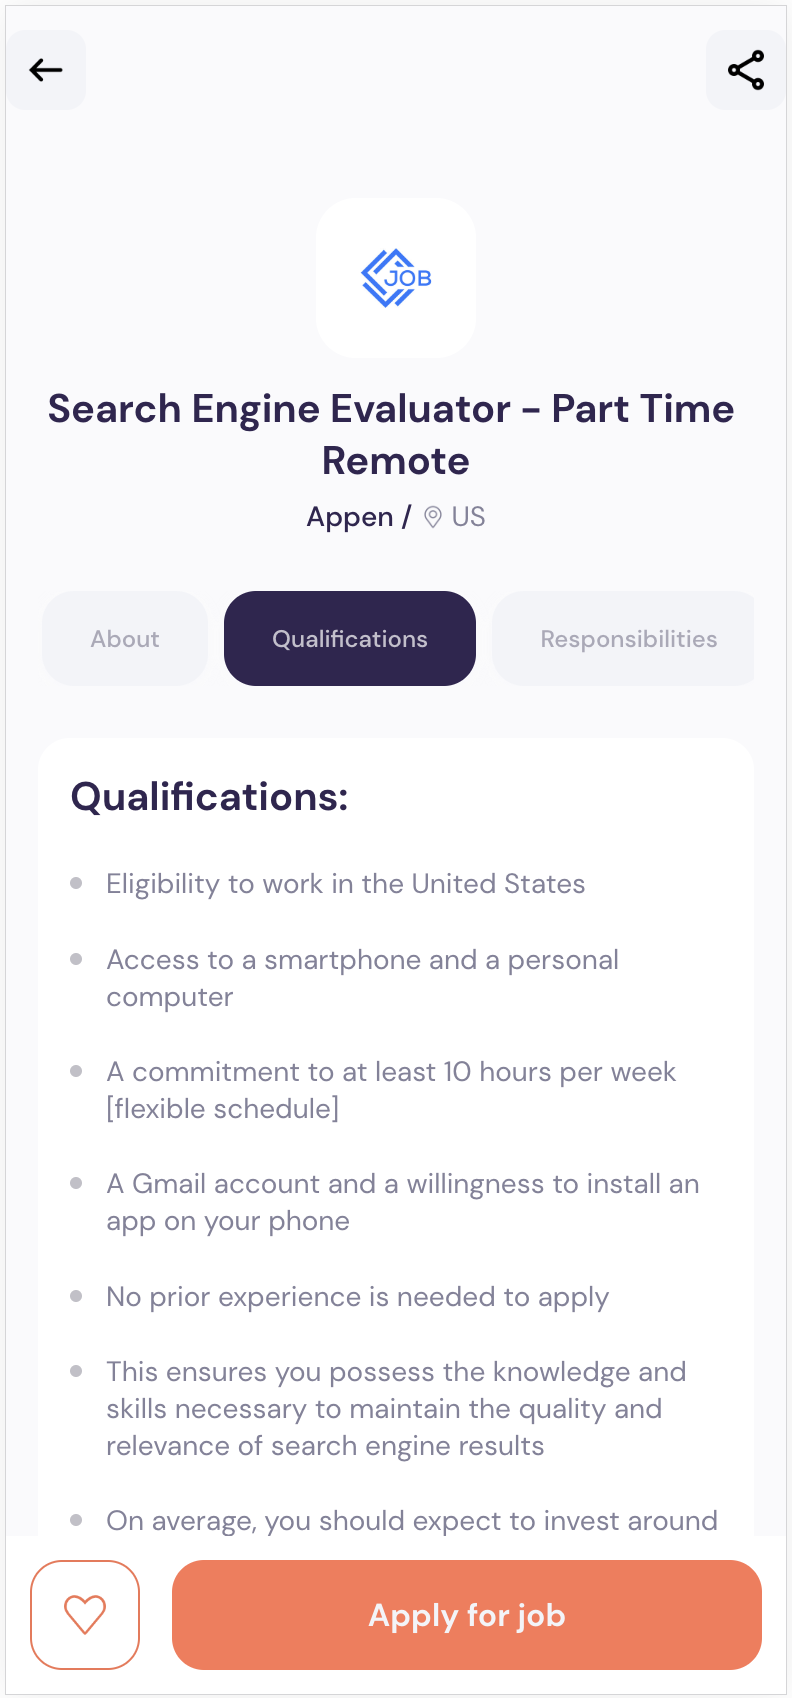 JOB
Search Engine Evaluator - Part Time
Remote
Appen / US
About
Qualifications
Responsibilities
Qualifications:
Eligibility to work in the United States
Access to a smartphone and a personal
computer
A commitment to at least 10 hours per week
[flexible schedule]
A Gmail account and a willingness to install an
app on your phone
No prior experience is needed to apply
This ensures you possess the knowledge and
skills necessary to maintain the quality and
relevance of search engine results
On average, you should expect to invest around
Apply for job